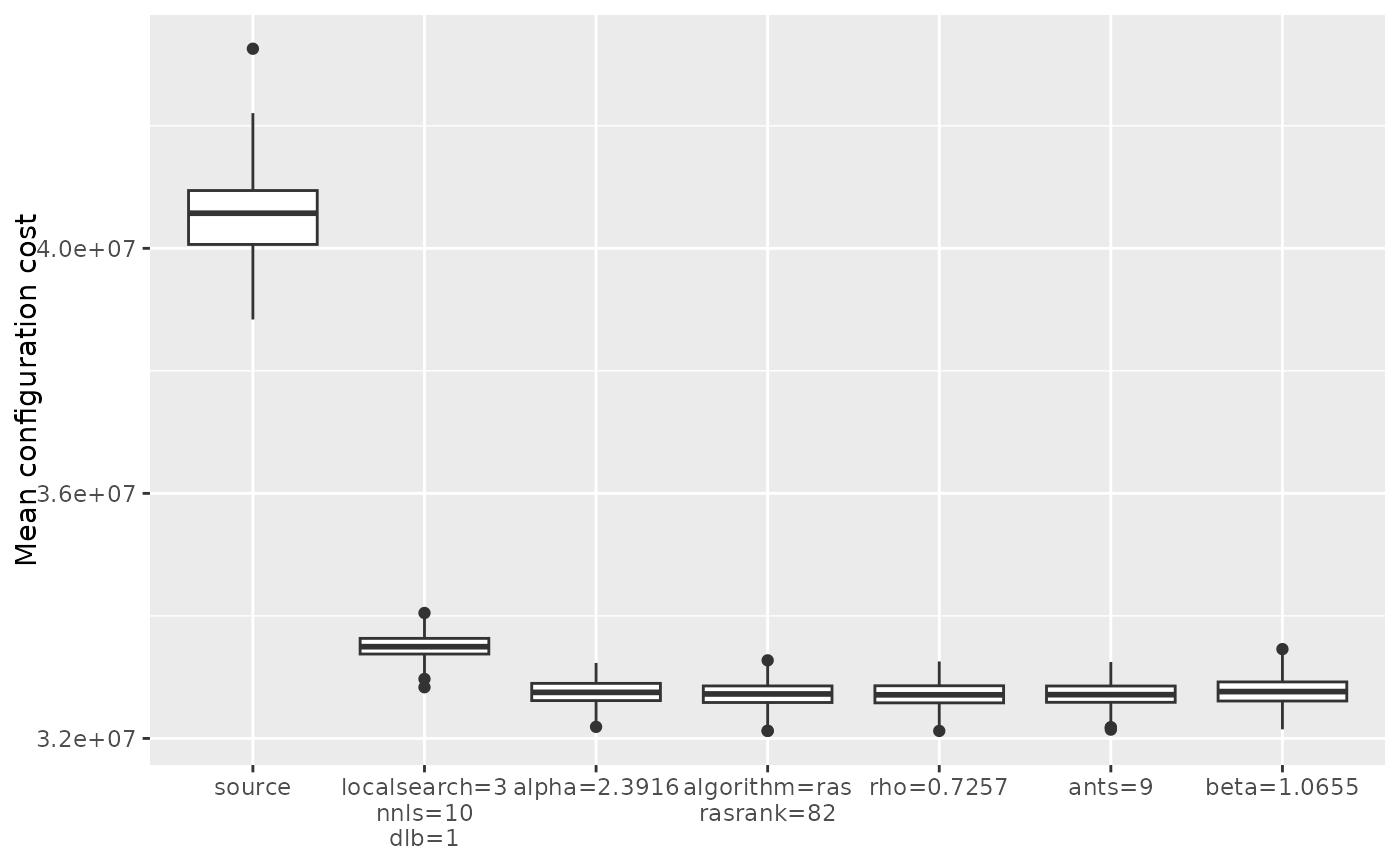 Mean configuration cost
4.0e+07
3.6e+07
3.2e+07
source
localsearch=3
nnls=10
dlb=1
alpha=2.3916
algorithm=ras
rasrank=82
rho=0.7257
ants=9
beta=1.0655